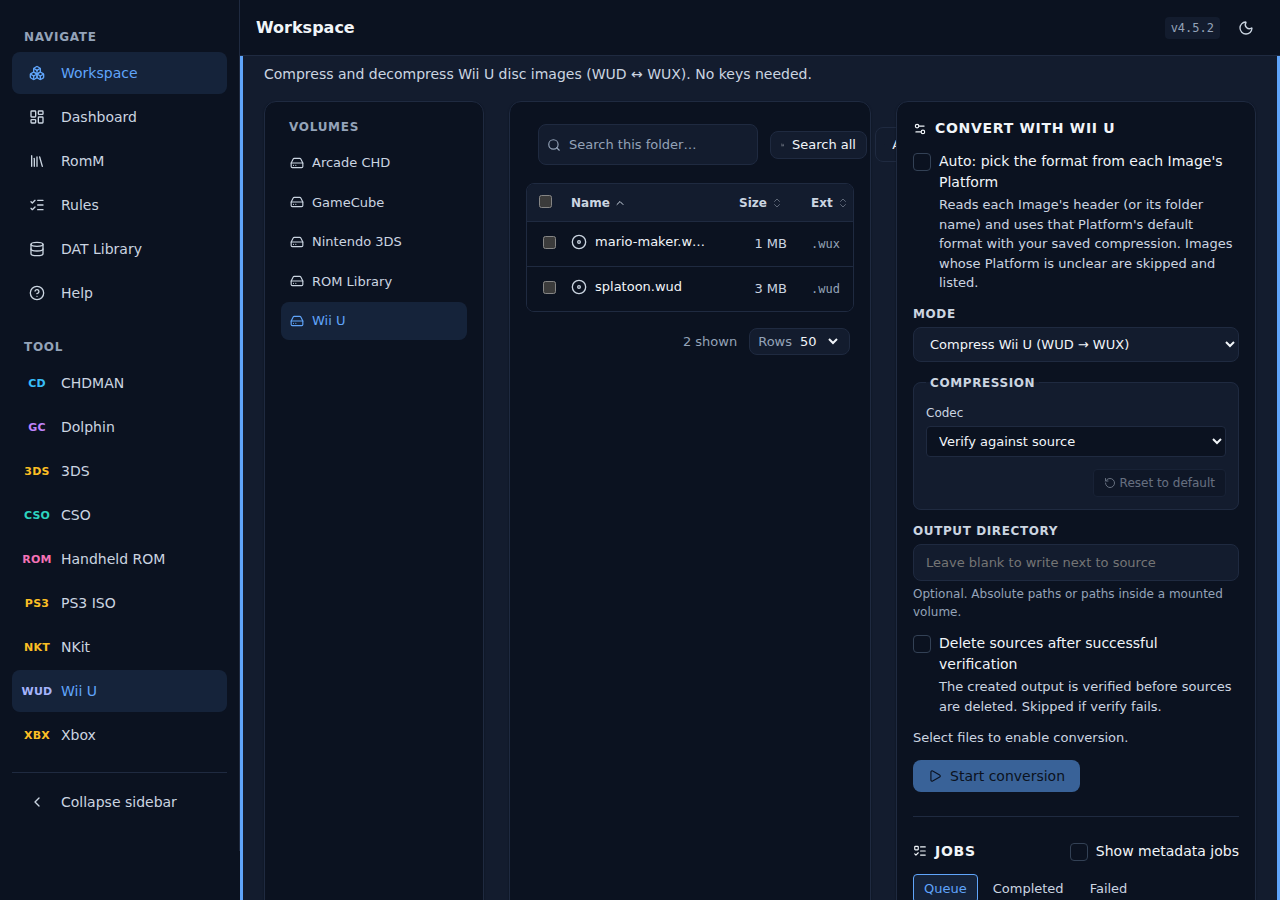 NAVIGATE
Workspace
Dashboard
RomM
Rules
DAT Library
Help
TOOL
CD CHDMAN
GC Dolphin
3DS 3DS
CSO CSO
ROM Handheld ROM
PS3 PS3 ISO
NKT NKit
WUD Wii U
XBX Xbox
Collapse sidebar
Workspace
v4.5.2
Compress and decompress Wii U disc images (WUD ↔ WUX). No keys needed.
VOLUMES
Arcade CHD
GameCube
Nintendo 3DS
ROM Library
Wii U
Search this folder…
Search all
Name Size Ext
mario-maker.w… 1 MB .wux
splatoon.wud 3 MB .wud
2 shown Rows 50
CONVERT WITH WII U
Auto: pick the format from each Image's
Platform
Reads each Image's header (or its folder
name) and uses that Platform's default
format with your saved compression. Images
whose Platform is unclear are skipped and
listed.
MODE
Compress Wii U (WUD → WUX)
COMPRESSION
Codec
Verify against source
Reset to default
OUTPUT DIRECTORY
Leave blank to write next to source
Optional. Absolute paths or paths inside a mounted
volume.
Delete sources after successful
verification
The created output is verified before sources
are deleted. Skipped if verify fails.
Select files to enable conversion.
Start conversion
JOBS
Show metadata jobs
Queue Completed Failed